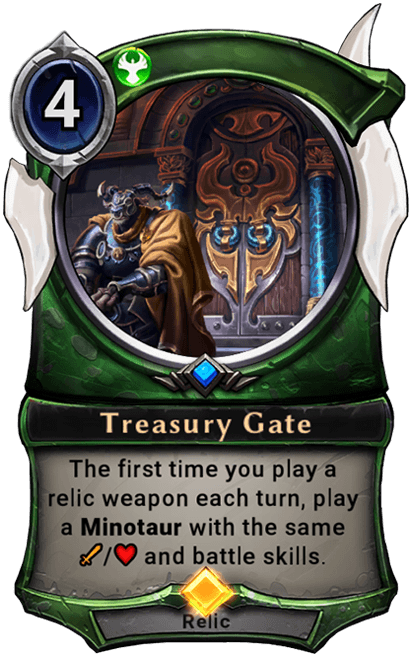 4
Treasury Gate
The first time you play a
relic weapon each turn, play
a Minotaur with the same
/ and battle skills.
Relic